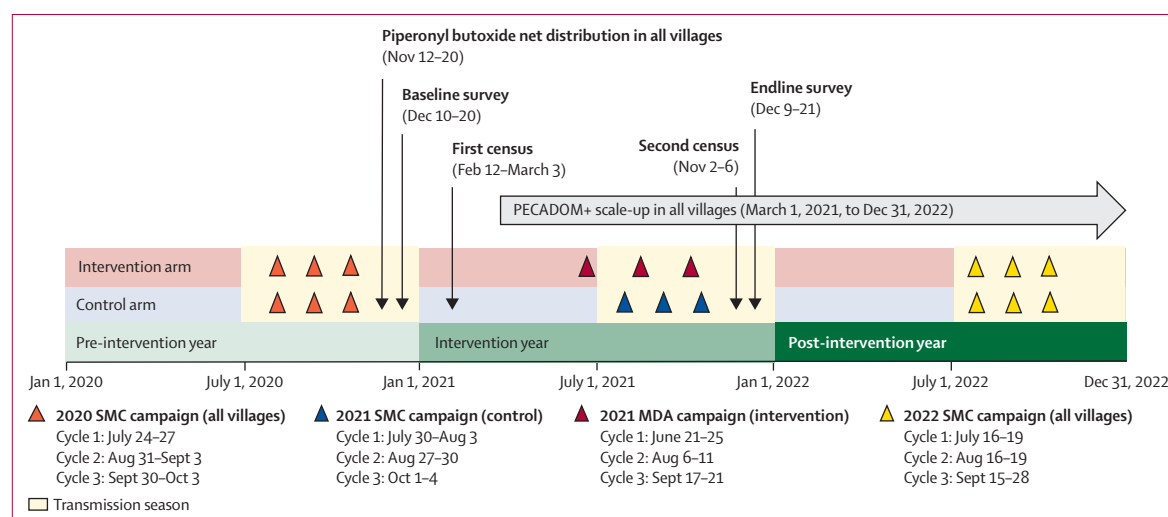 Piperonyl butoxide net distribution in all villages
(Nov 12–20)
Baseline survey
(Dec 10–20)
First census
(Feb 12–March 3)
Endline survey
(Dec 9–21)
Second census
(Nov 2–6)
PECADOM+ scale-up in all villages (March 1, 2021, to Dec 31, 2022)
Intervention arm
Control arm
Pre-intervention year
Intervention year
Post-intervention year
Jan 1, 2020
July 1, 2020
Jan 1, 2021
July 1, 2021
Jan 1, 2022
July 1, 2022
Dec 31, 2022
2020 SMC campaign (all villages)
Cycle 1: July 24–27
Cycle 2: Aug 31–Sept 3
Cycle 3: Sept 30–Oct 3
2021 SMC campaign (control)
Cycle 1: July 30–Aug 3
Cycle 2: Aug 27–30
Cycle 3: Oct 1–4
2021 MDA campaign (intervention)
Cycle 1: June 21–25
Cycle 2: Aug 6–11
Cycle 3: Sept 17–21
2022 SMC campaign (all villages)
Cycle 1: July 16–19
Cycle 2: Aug 16–19
Cycle 3: Sept 15–28
Transmission season